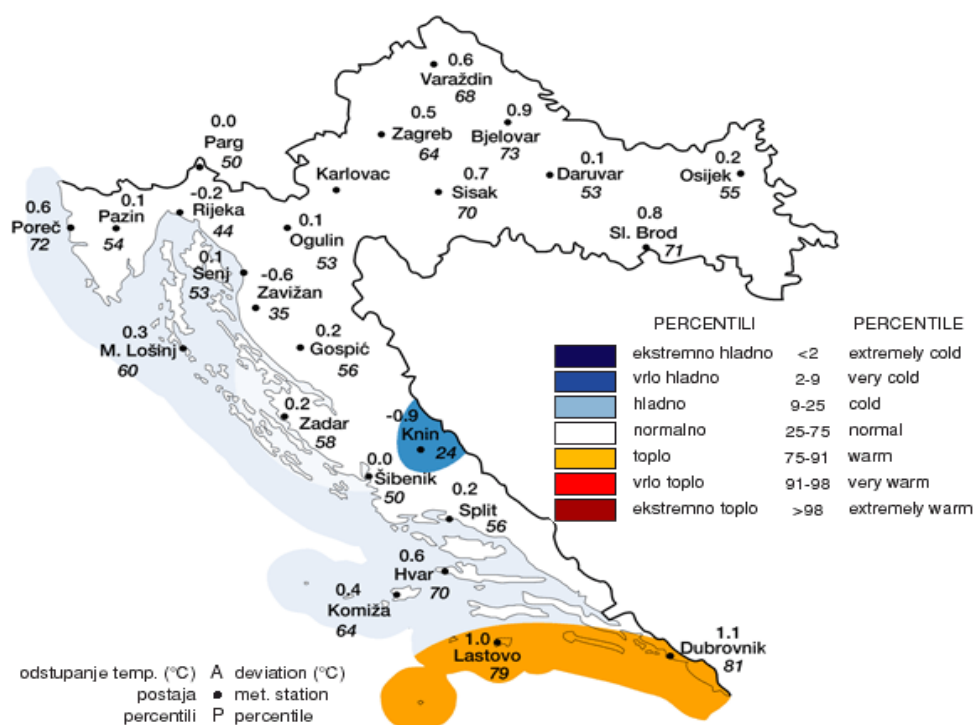 0.6
Varaždin
68
0.5
Zagreb
64
0.9
Bjelovar
73
0.0
Parg
50
Karlovac
0.7
Sisak
70
0.1
Daruvar
53
0.2
Osijek
55
0.6
Poreč
72
0.1
Pazin
54
-0.2
Rijeka
44
0.1
Ogulin
53
0.8
Sl. Brod
71
0.1
Senj
53
-0.6
Zavižan
35
0.3
M. Lošinj
60
0.2
Gospić
56
0.2
Zadar
58
-0.9
Knin
24
0.0
Šibenik
50
0.2
Split
56
0.6
Hvar
70
0.4
Komiža
64
1.0
Lastovo
79
1.1
Dubrovnik
81
PERCENTILI PERCENTILE
ekstremno hladno <2 extremely cold
vrlo hladno 2-9 very cold
hladno 9-25 cold
normalno 25-75 normal
toplo 75-91 warm
vrlo toplo 91-98 very warm
ekstremno toplo >98 extremely warm
odstupanje temp. (°C) A deviation (°C)
postaja met. station
percentili P percentile